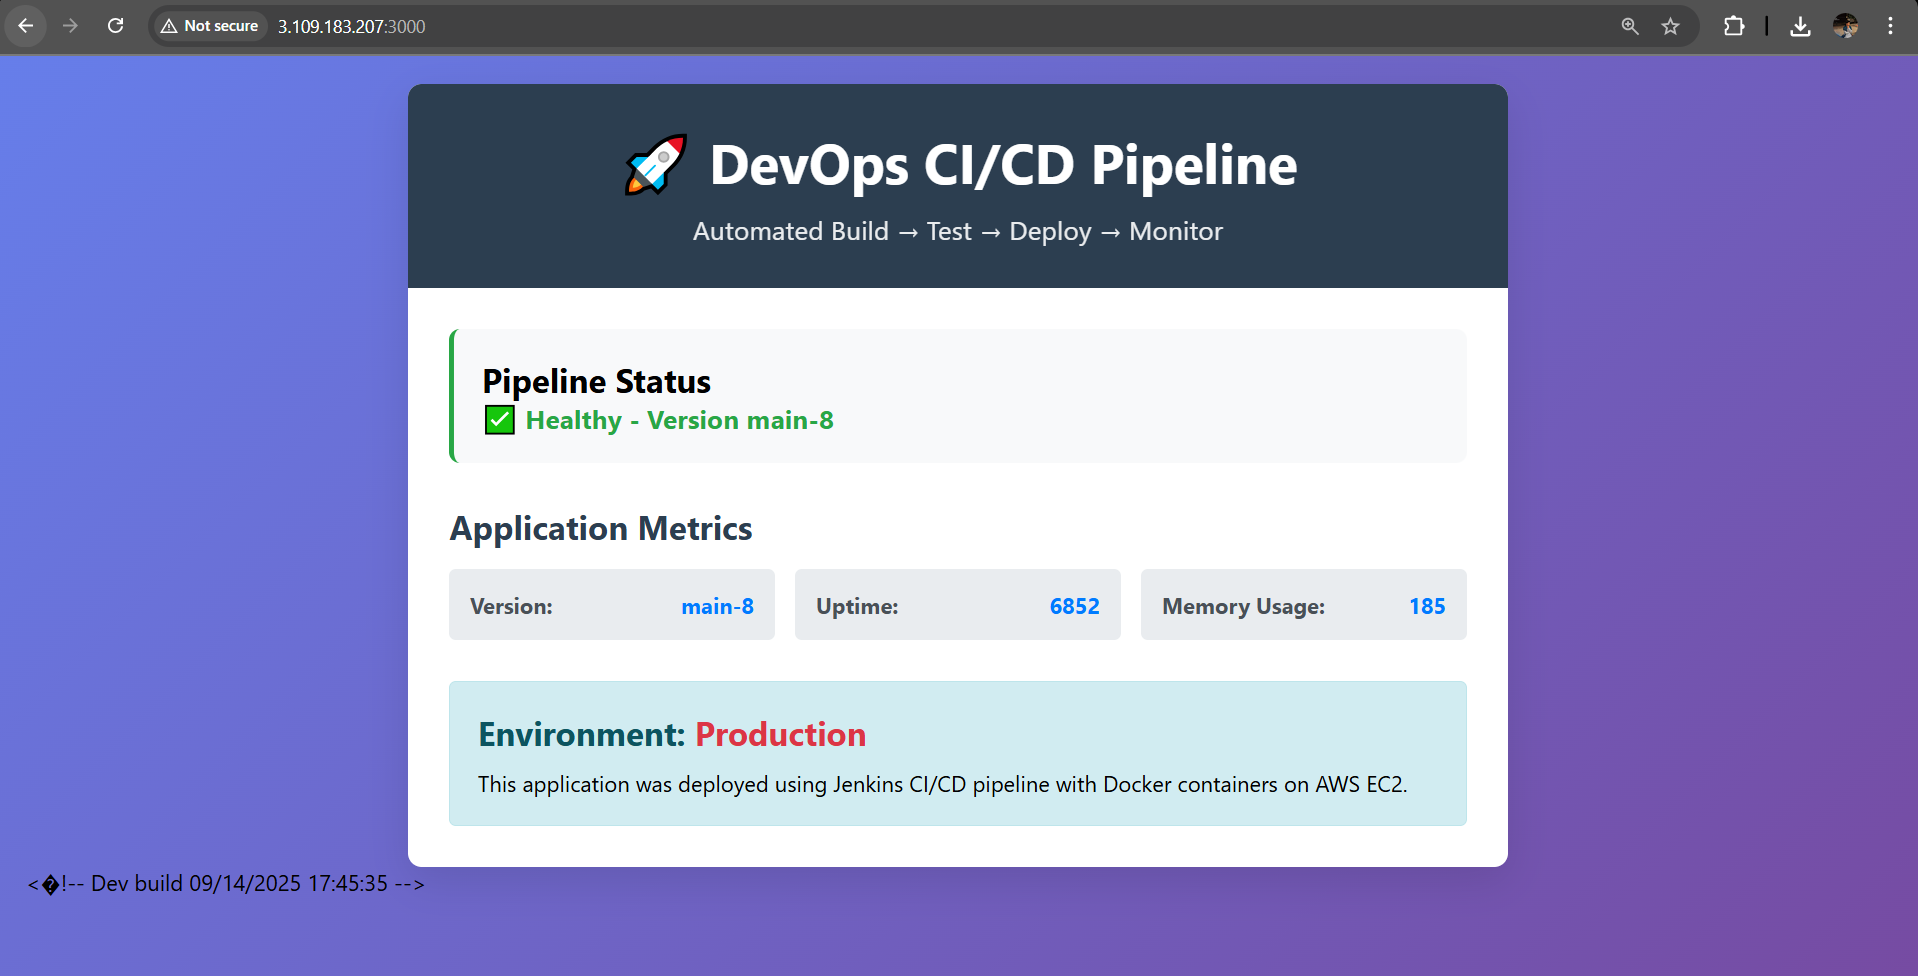 Not secure 3.109.183.207:3000
🚀 DevOps CI/CD Pipeline
Automated Build → Test → Deploy → Monitor
Pipeline Status
✅ Healthy - Version main-8
Application Metrics
Version: main-8
Uptime: 6852
Memory Usage: 185
Environment: Production
This application was deployed using Jenkins CI/CD pipeline with Docker containers on AWS EC2.
<�!-- Dev build 09/14/2025 17:45:35 -->